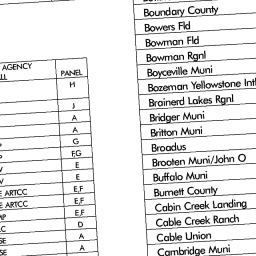 AGENCY
PANEL
H
J
A
A
G
F,G
E
E
E ARTCC E,F
E ARTCC E,F
E,F
D
A
A
Boundary County
Bowers Fld
Bowman Fld
Bowman Rgnl
Boyceville Muni
Bozeman Yellowstone Intl
Brainerd Lakes Rgnl
Bridger Muni
Britton Muni
Broadus
Brooten Muni/John O
Buffalo Muni
Burnett County
Cabin Creek Landing
Cable Creek Ranch
Cable Union
Cambridge Muni